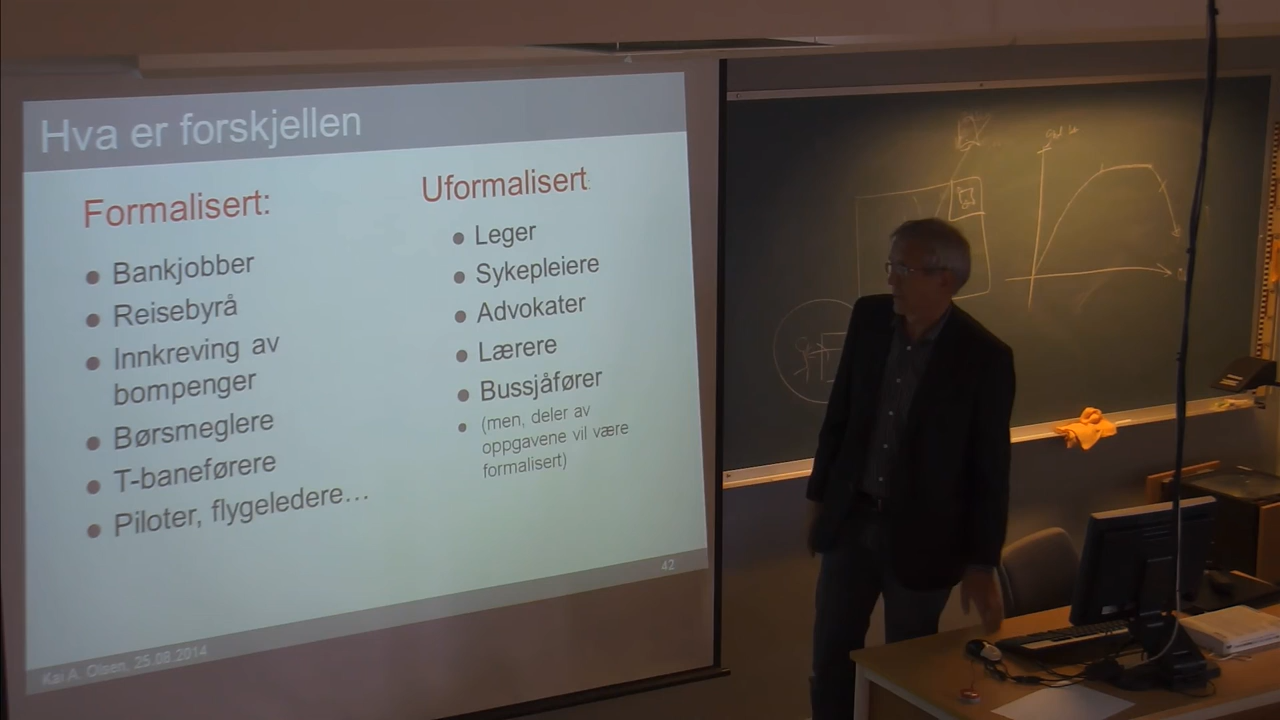 Hva er forskjellen
Formalisert:
Bankjobber
Reisebyrå
Innkreving av
bompenger
Børsmeglere
T-baneførere
Piloter, flygeledere…
Uformalisert:
Leger
Sykepleiere
Advokater
Lærere
Bussjåfører
(men, deler av
oppgavene vil være
formalisert)
42
Kai A. Olsen, 25.08.2014